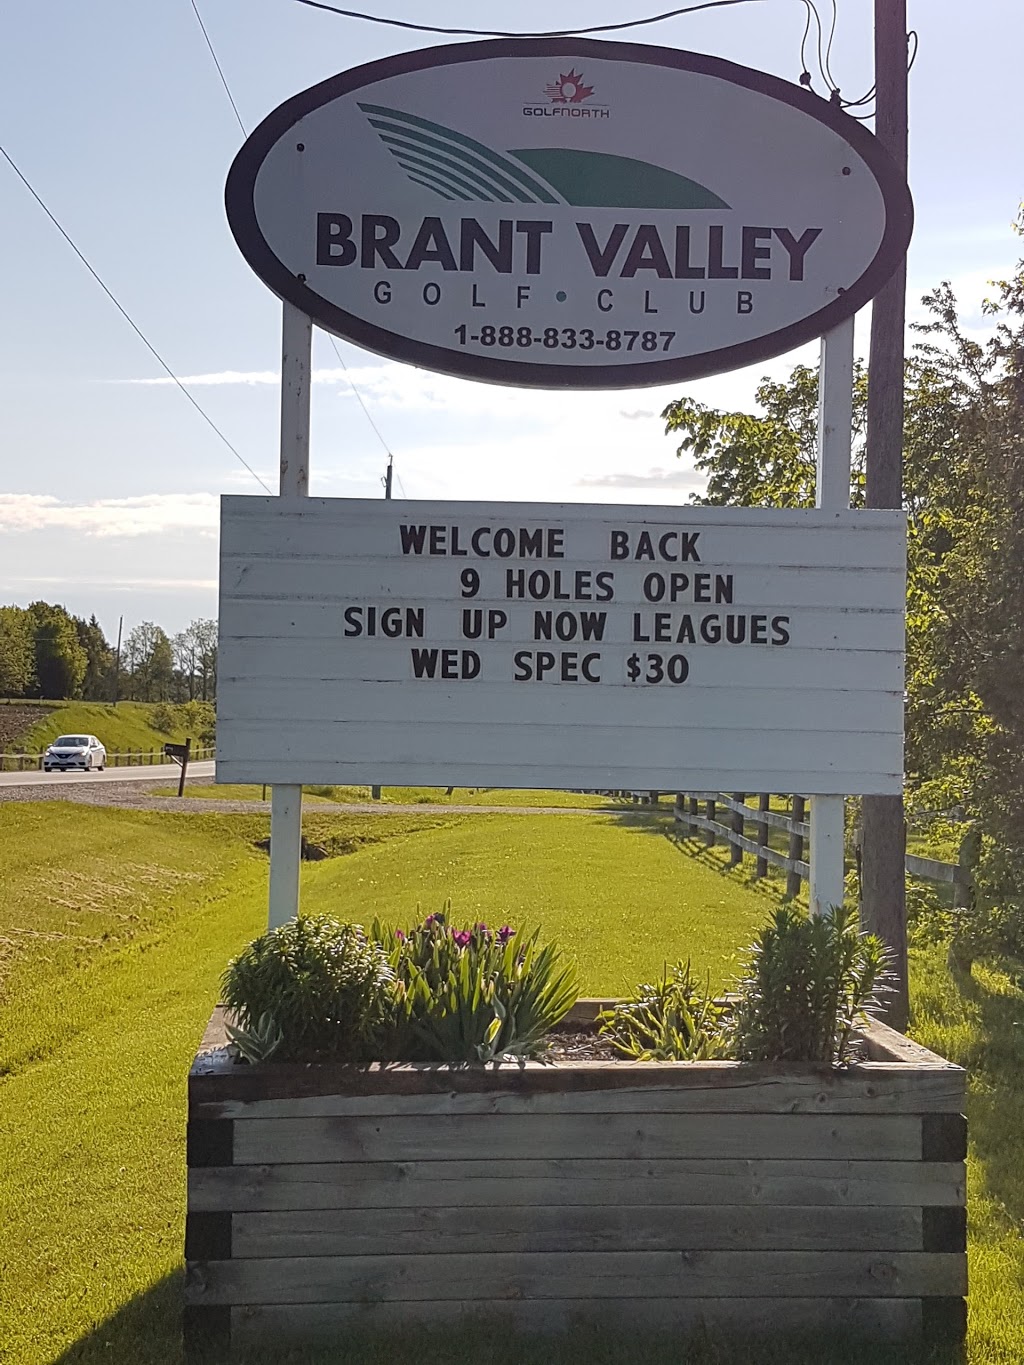 GOLFNORTH
BRANT VALLEY
GOLF • CLUB
1-888-833-8787
WELCOME BACK
9 HOLES OPEN
SIGN UP NOW LEAGUES
WED SPEC $30